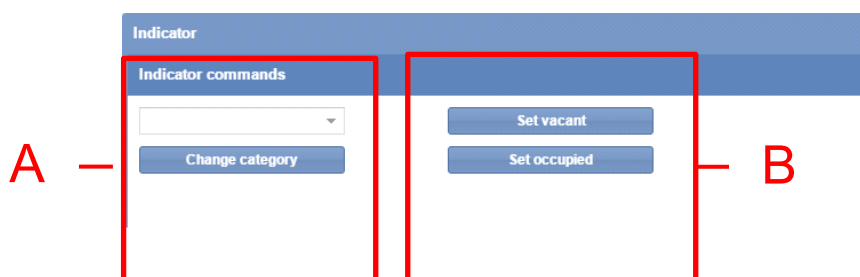 Indicator
Indicator commands
Set vacant
A
Change category
Set occupied
B